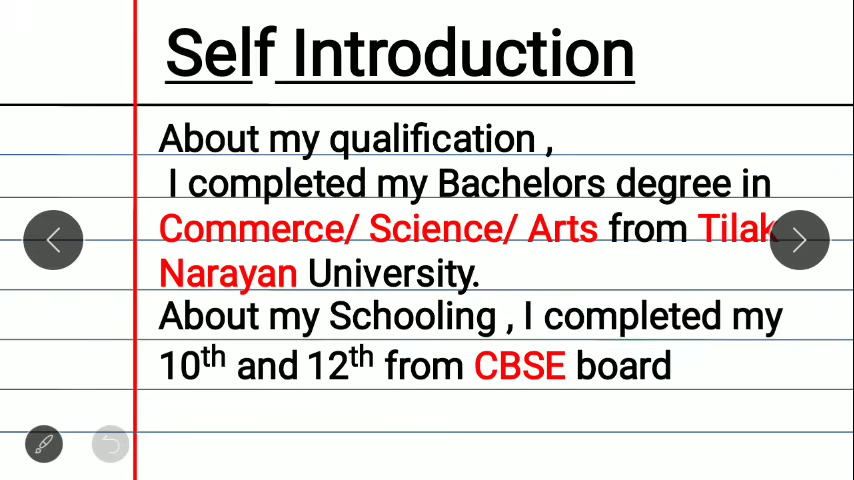 Self Introduction
About my qualification ,
I completed my Bachelors degree in
Commerce/ Science/ Arts from Tilak
Narayan University.
About my Schooling , I completed my
10th and 12th from CBSE board